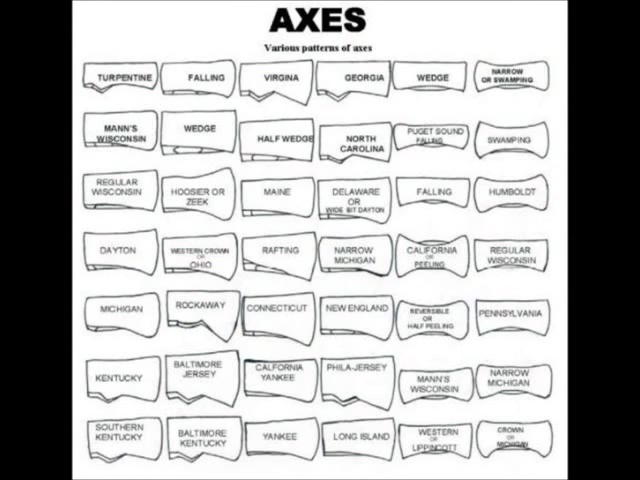 AXES
Various patterns of axes
TURPENTINE
FALLING
VIRGINA
GEORGIA
WEDGE
NARROW
OR SWAMPING
MANN'S
WISCONSIN
WEDGE
HALF WEDGE
NORTH
CAROLINA
PUGET SOUND
FALLING
SWAMPING
REGULAR
WISCONSIN
HOOSIER OR
ZEEK
MAINE
DELAWARE
OR
WIDE BIT DAYTON
FALLING
HUMBOLDT
DAYTON
WESTERN CROWN
OR
OHIO
RAFTING
NARROW
MICHIGAN
CALIFORNIA
OR
PEELING
REGULAR
WISCONSIN
MICHIGAN
ROCKAWAY
CONNECTICUT
NEW ENGLAND
REVERSIBLE
OR
HALF PEELING
PENNSYLVANIA
KENTUCKY
BALTIMORE
JERSEY
CALFORNIA
YANKEE
PHILA-JERSEY
MANN'S
WISCONSIN
NARROW
MICHIGAN
SOUTHERN
KENTUCKY
BALTIMORE
KENTUCKY
YANKEE
LONG ISLAND
WESTERN
OR
LIPPINCOTT
CROWN
OR
MICHIGAN